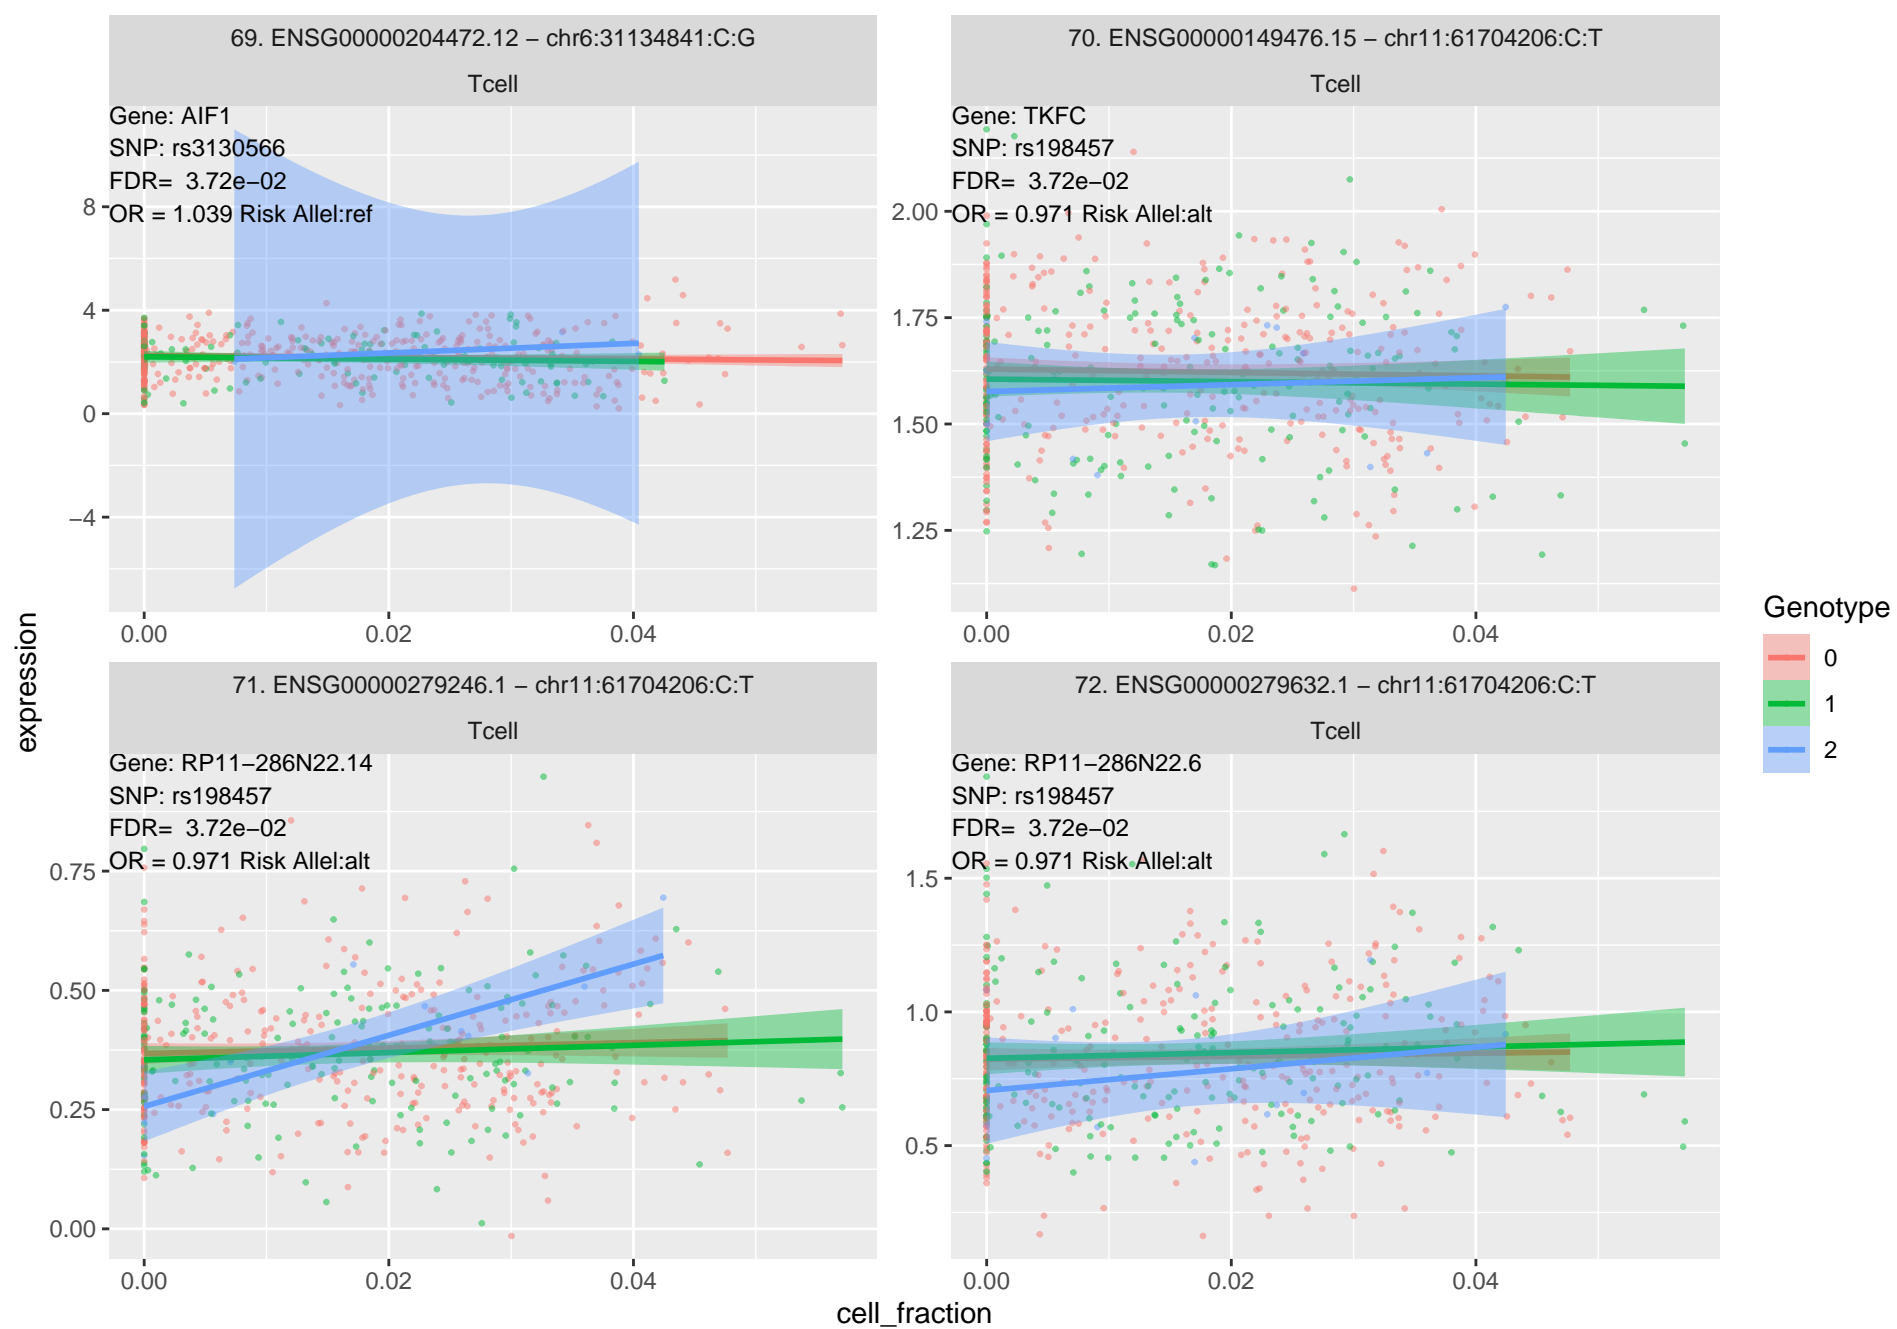 69. ENSG00000204472.12 – chr6:31134841:C:G
Tcell
Gene: AIF1
SNP: rs3130566
FDR= 3.72e−02
OR = 1.039 Risk Allel:ref
8
4
0
−4
0.00
0.02
0.04
70. ENSG00000149476.15 – chr11:61704206:C:T
Tcell
Gene: TKFC
SNP: rs198457
FDR= 3.72e−02
OR = 0.971 Risk Allel:alt
2.00
1.75
1.50
1.25
0.00
0.02
0.04
71. ENSG00000279246.1 – chr11:61704206:C:T
Tcell
Gene: RP11−286N22.14
SNP: rs198457
FDR= 3.72e−02
OR = 0.971 Risk Allel:alt
0.75
0.50
0.25
0.00
0.00
0.02
0.04
72. ENSG00000279632.1 – chr11:61704206:C:T
Tcell
Gene: RP11−286N22.6
SNP: rs198457
FDR= 3.72e−02
OR = 0.971 Risk Allel:alt
1.5
1.0
0.5
0.00
0.02
0.04
expression
cell_fraction
Genotype
0
1
2